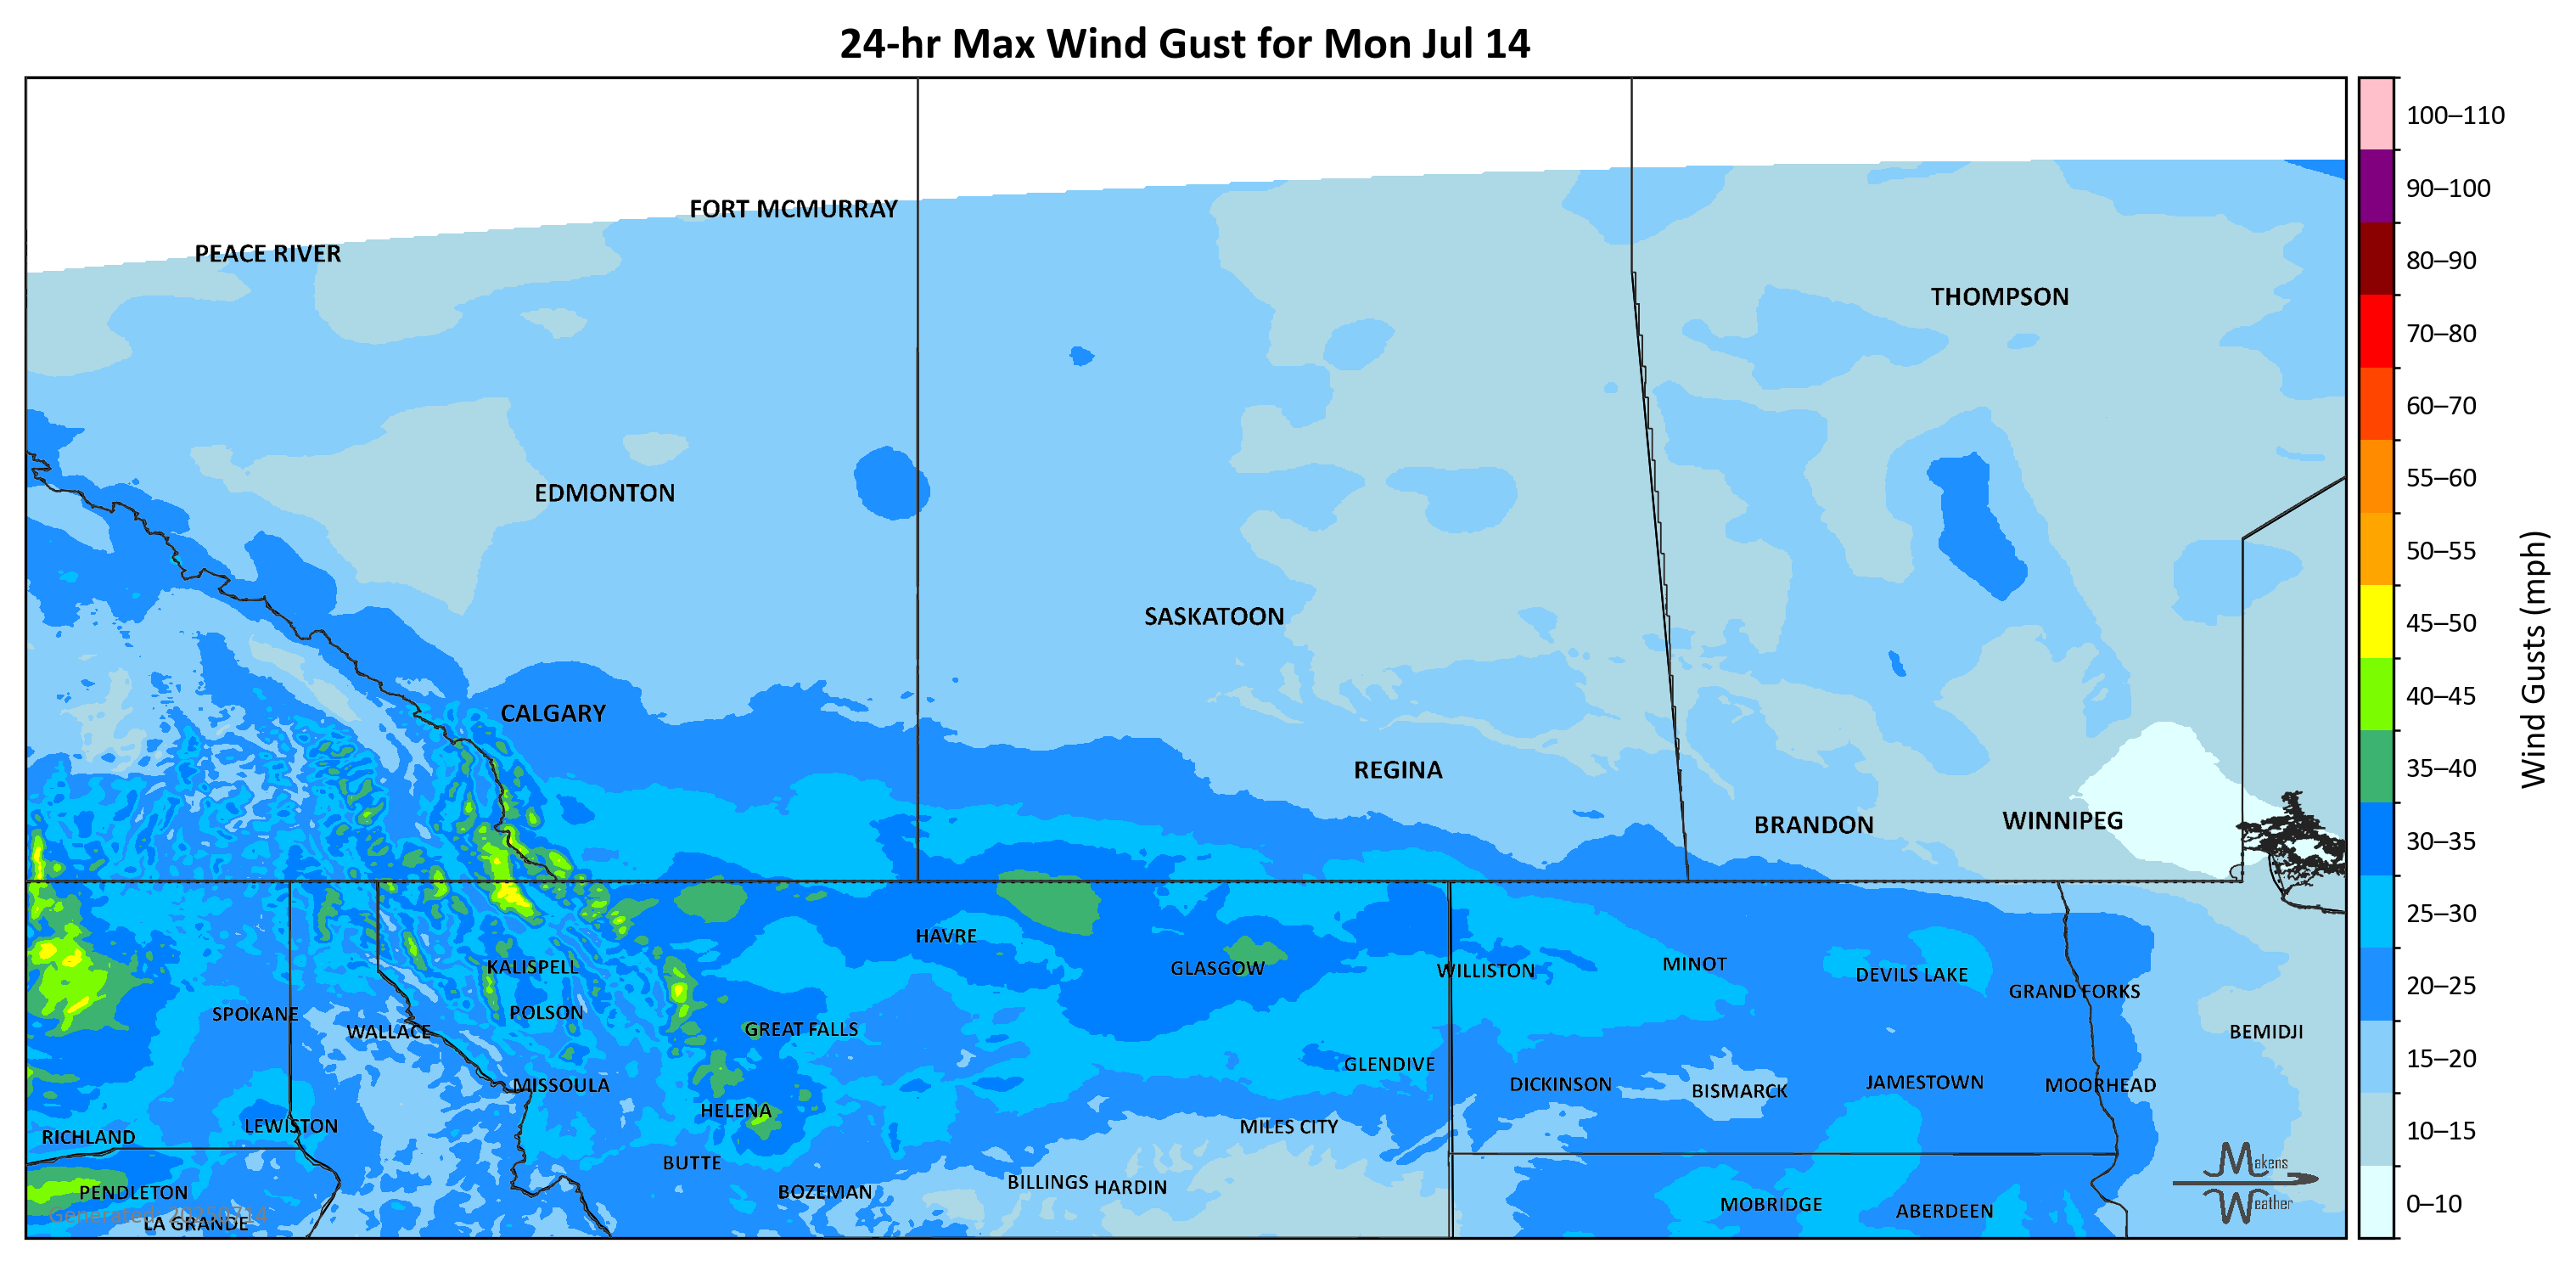 24-hr Max Wind Gust for Mon Jul 14
100–110
90–100
80–90
70–80
60–70
55–60
50–55
45–50
40–45
35–40
30–35
25–30
20–25
15–20
10–15
0–10
Wind Gusts (mph)
FORT MCMURRAY
PEACE RIVER
THOMPSON
EDMONTON
SASKATOON
CALGARY
REGINA
BRANDON
WINNIPEG
HAVRE
KALISPELL
GLASGOW
WILLISTON
MINOT
DEVILS LAKE
GRAND FORKS
SPOKANE
POLSON
WALLACE
GREAT FALLS
BEMIDJI
GLENDIVE
MISSOULA
DICKINSON
BISMARCK
JAMESTOWN
MOORHEAD
HELENA
LEWISTON
MILES CITY
RICHLAND
BUTTE
BILLINGS
HARDIN
PENDLETON
BOZEMAN
MOBRIDGE
ABERDEEN
Generated: 20250714
LA GRANDE
Makens
Weather